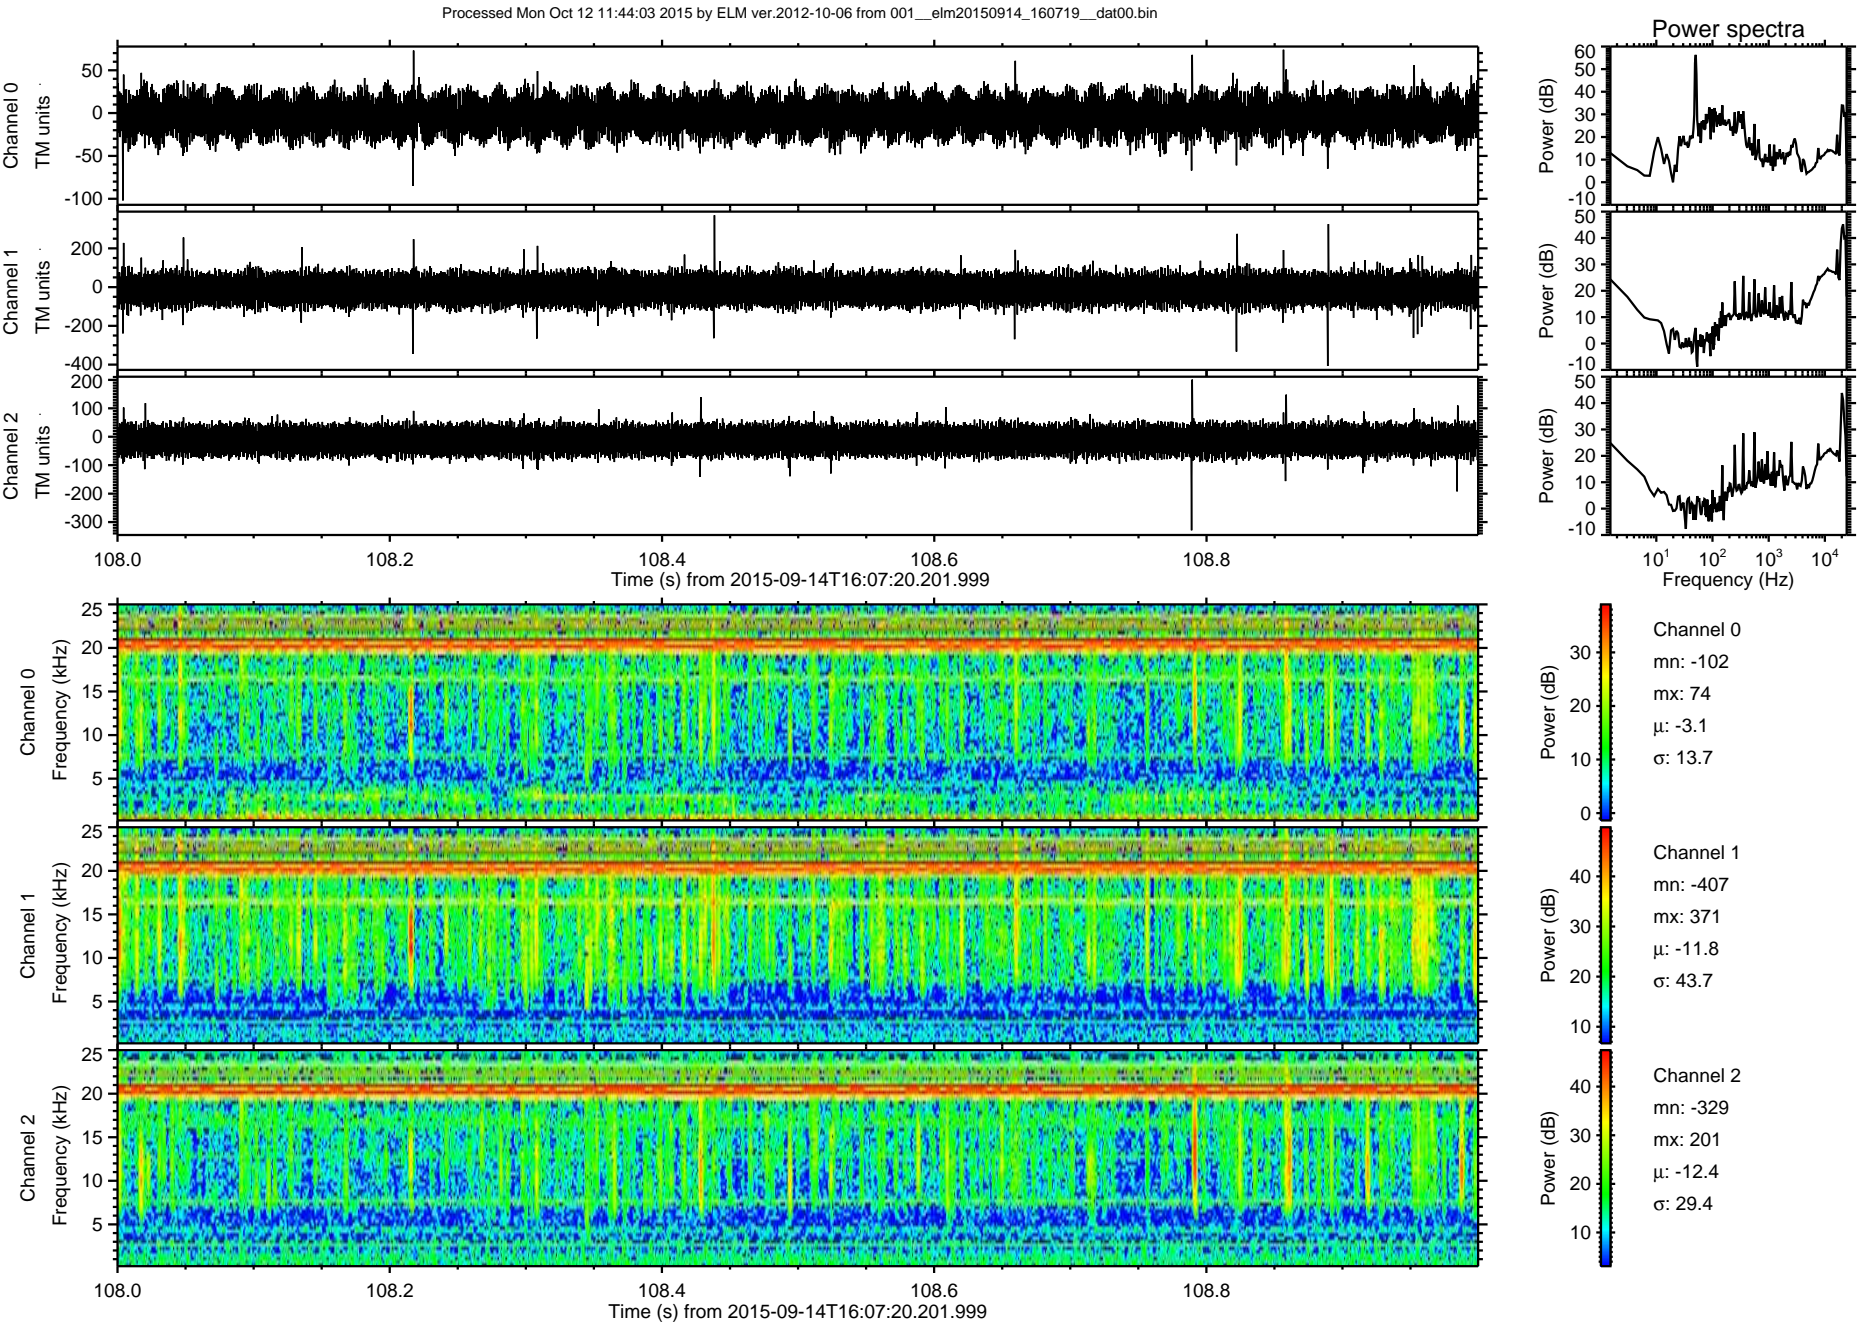 Processed Mon Oct 12 11:44:03 2015 by ELM ver.2012-10-06 from 001__elm20150914_160719__dat00.bin
Power spectra
Channel 0
TM units
50
0
-50
-100
Power (dB)
60
50
40
30
20
10
0
-10
Channel 1
TM units
200
0
-200
-400
Power (dB)
50
40
30
20
10
0
-10
Channel 2
TM units
200
100
0
-100
-200
-300
Power (dB)
50
40
30
20
10
0
-10
108.0 108.2 108.4 108.6 108.8
Time (s) from 2015-09-14T16:07:20.201.999
10¹ 10² 10³ 10⁴
Frequency (Hz)
Channel 0
Frequency (kHz)
25
20
15
10
5
Power (dB)
30
20
10
0
Channel 0
mn: -102
mx: 74
μ: -3.1
σ: 13.7
Channel 1
Frequency (kHz)
25
20
15
10
5
Power (dB)
40
30
20
10
Channel 1
mn: -407
mx: 371
μ: -11.8
σ: 43.7
Channel 2
Frequency (kHz)
25
20
15
10
5
Power (dB)
40
30
20
10
Channel 2
mn: -329
mx: 201
μ: -12.4
σ: 29.4
108.0 108.2 108.4 108.6 108.8
Time (s) from 2015-09-14T16:07:20.201.999